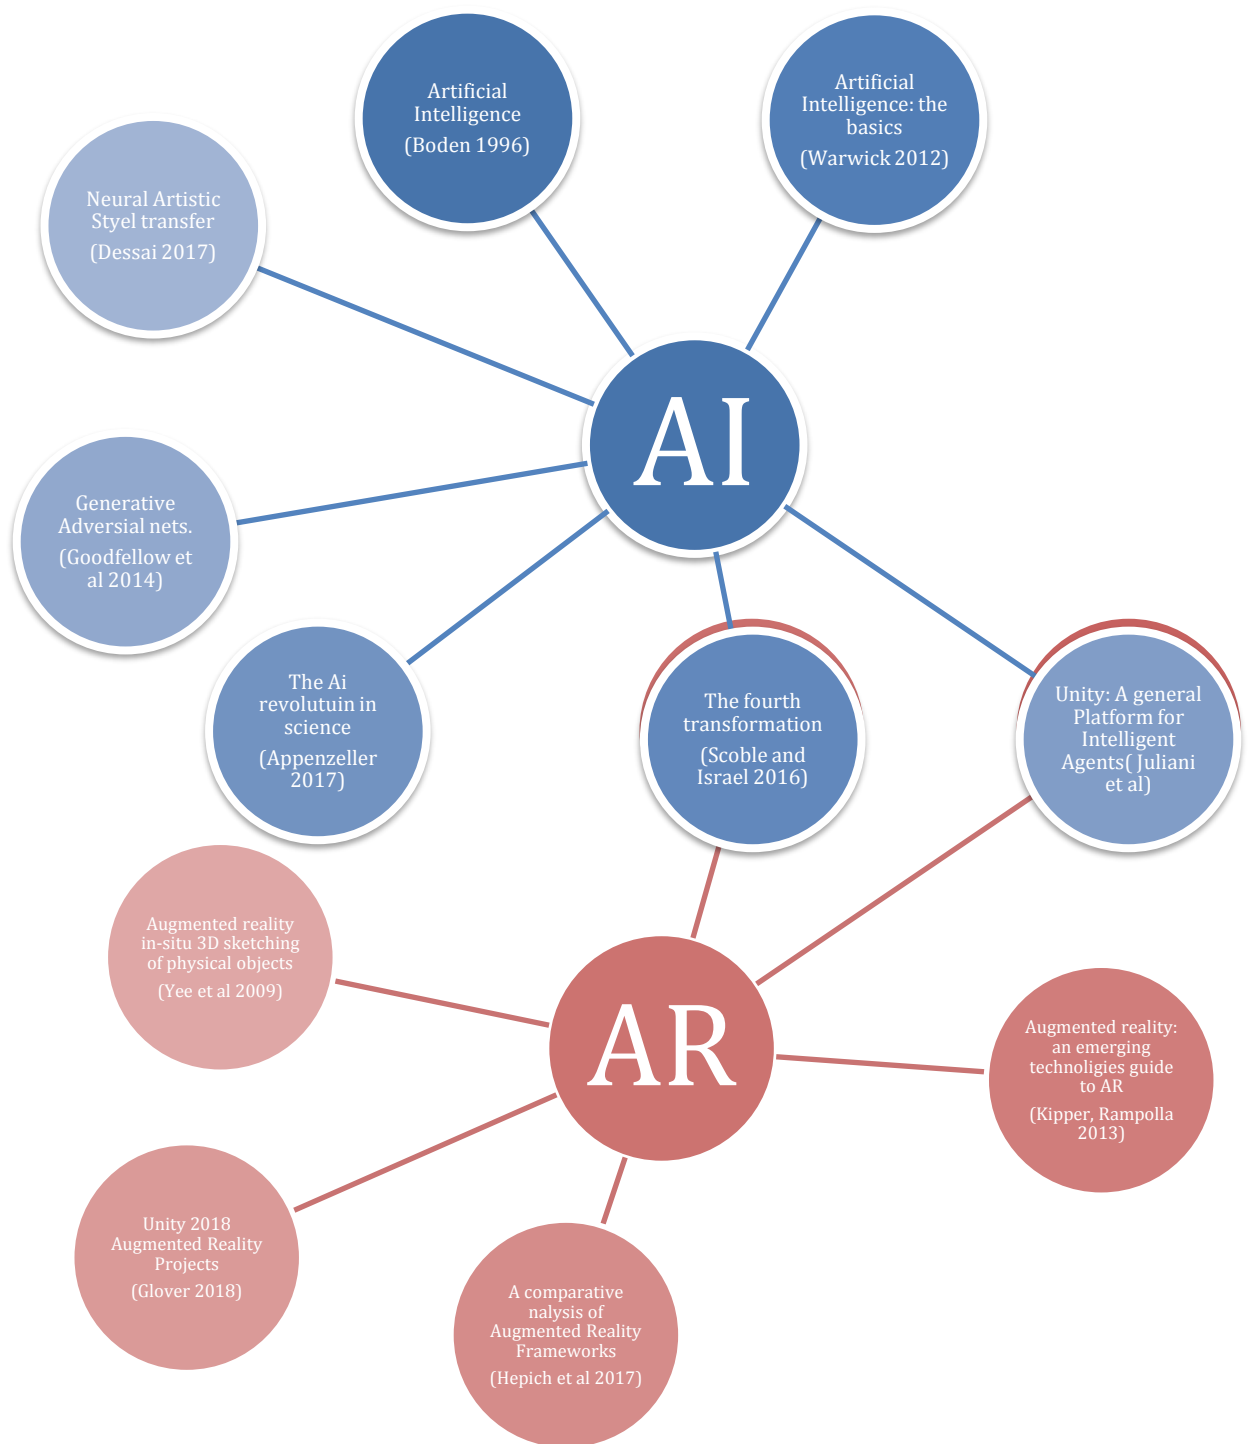 Artificial
Intelligence
(Boden 1996)
Artificial
Intelligence: the
basics
(Warwick 2012)
Neural Artistic
Styel transfer
(Dessai 2017)
AI
Generative
Adversial nets.
(Goodfellow et
al 2014)
The Ai
revolutuin in
science
(Appenzeller
2017)
The fourth
transformation
(Scoble and
Israel 2016)
Unity: A general
Platform for
Intelligent
Agents( Juliani
et al)
Augmented reality
in-situ 3D sketching
of physical objects
(Yee et al 2009)
AR
Augmented reality:
an emerging
technoligies guide
to AR
(Kipper, Rampolla
2013)
Unity 2018
Augmented Reality
Projects
(Glover 2018)
A comparative
nalysis of
Augmented Reality
Frameworks
(Hepich et al 2017)